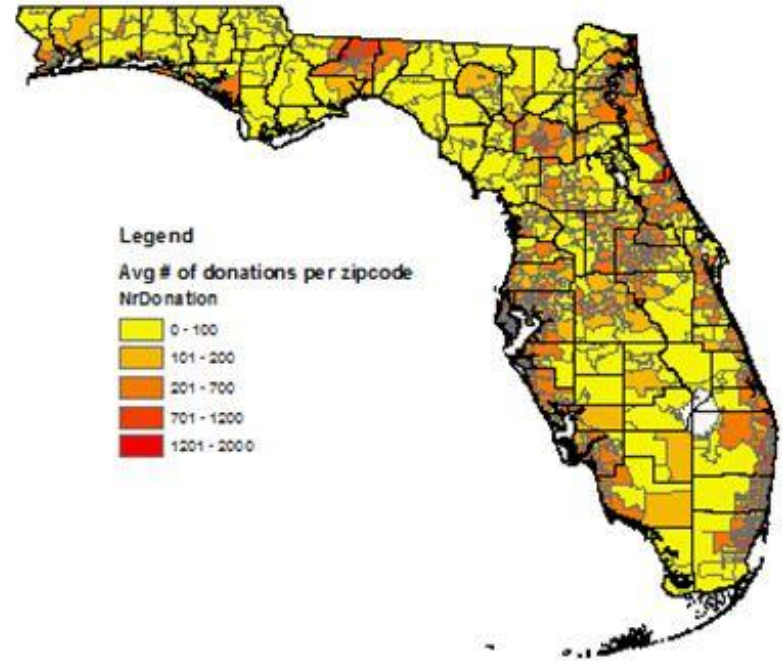 Legend
Avg # of donations per zipcode
NrDonation
0 - 100
101 - 200
201 - 700
701 - 1200
1201 - 2000